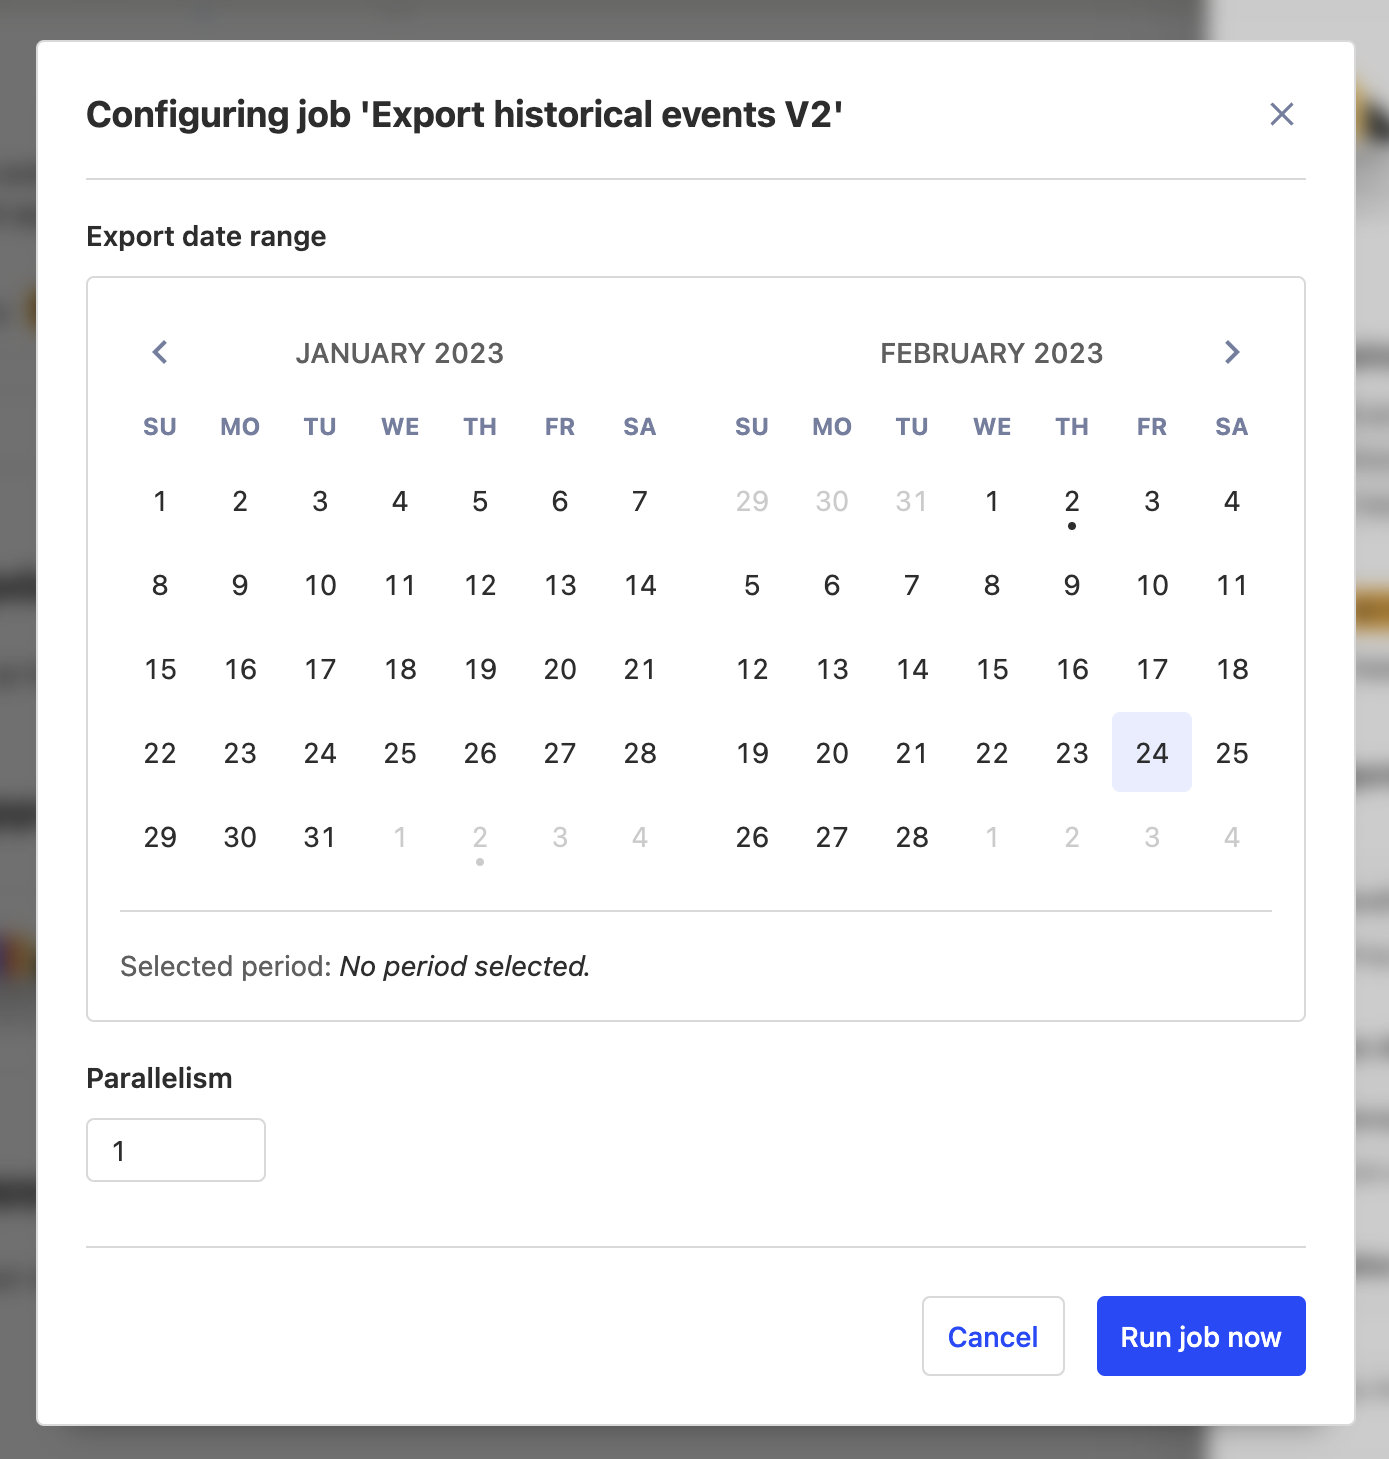 Configuring job 'Export historical events V2'
Export date range
JANUARY 2023 FEBRUARY 2023
SU MO TU WE TH FR SA SU MO TU WE TH FR SA
1 2 3 4 5 6 7 29 30 31 1 2 3 4
8 9 10 11 12 13 14 5 6 7 8 9 10 11
15 16 17 18 19 20 21 12 13 14 15 16 17 18
22 23 24 25 26 27 28 19 20 21 22 23 24 25
29 30 31 1 2 3 4 26 27 28 1 2 3 4
Selected period: No period selected.
Parallelism
1
Cancel Run job now